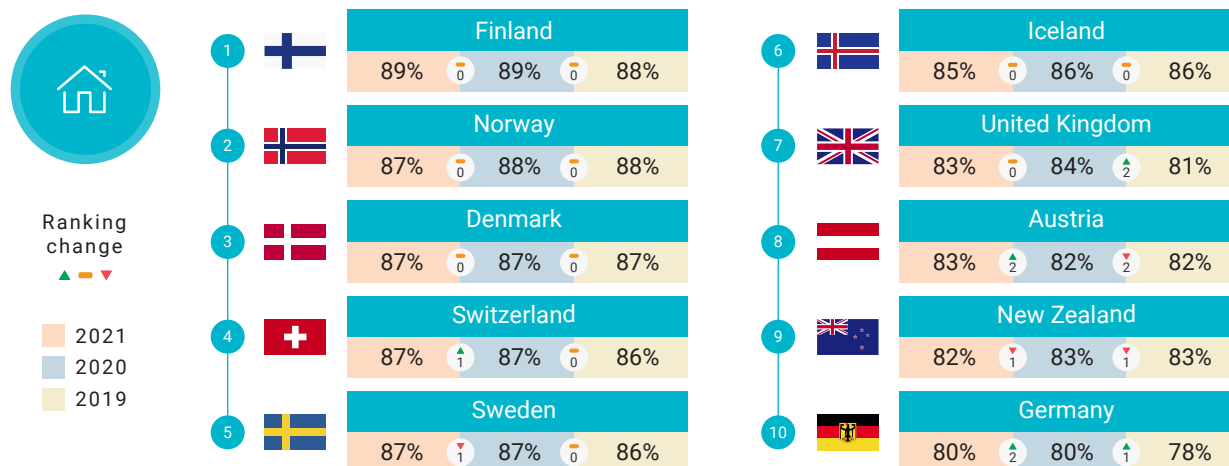 Ranking
change
2021
2020
2019
1
Finland
89% 0 89% 0 88%
2
Norway
87% 0 88% 0 88%
3
Denmark
87% 0 87% 0 87%
4
Switzerland
87% 1 87% 0 86%
5
Sweden
87% 1 87% 0 86%
6
Iceland
85% 0 86% 0 86%
7
United Kingdom
83% 0 84% 2 81%
8
Austria
83% 2 82% 2 82%
9
New Zealand
82% 1 83% 1 83%
10
Germany
80% 2 80% 1 78%